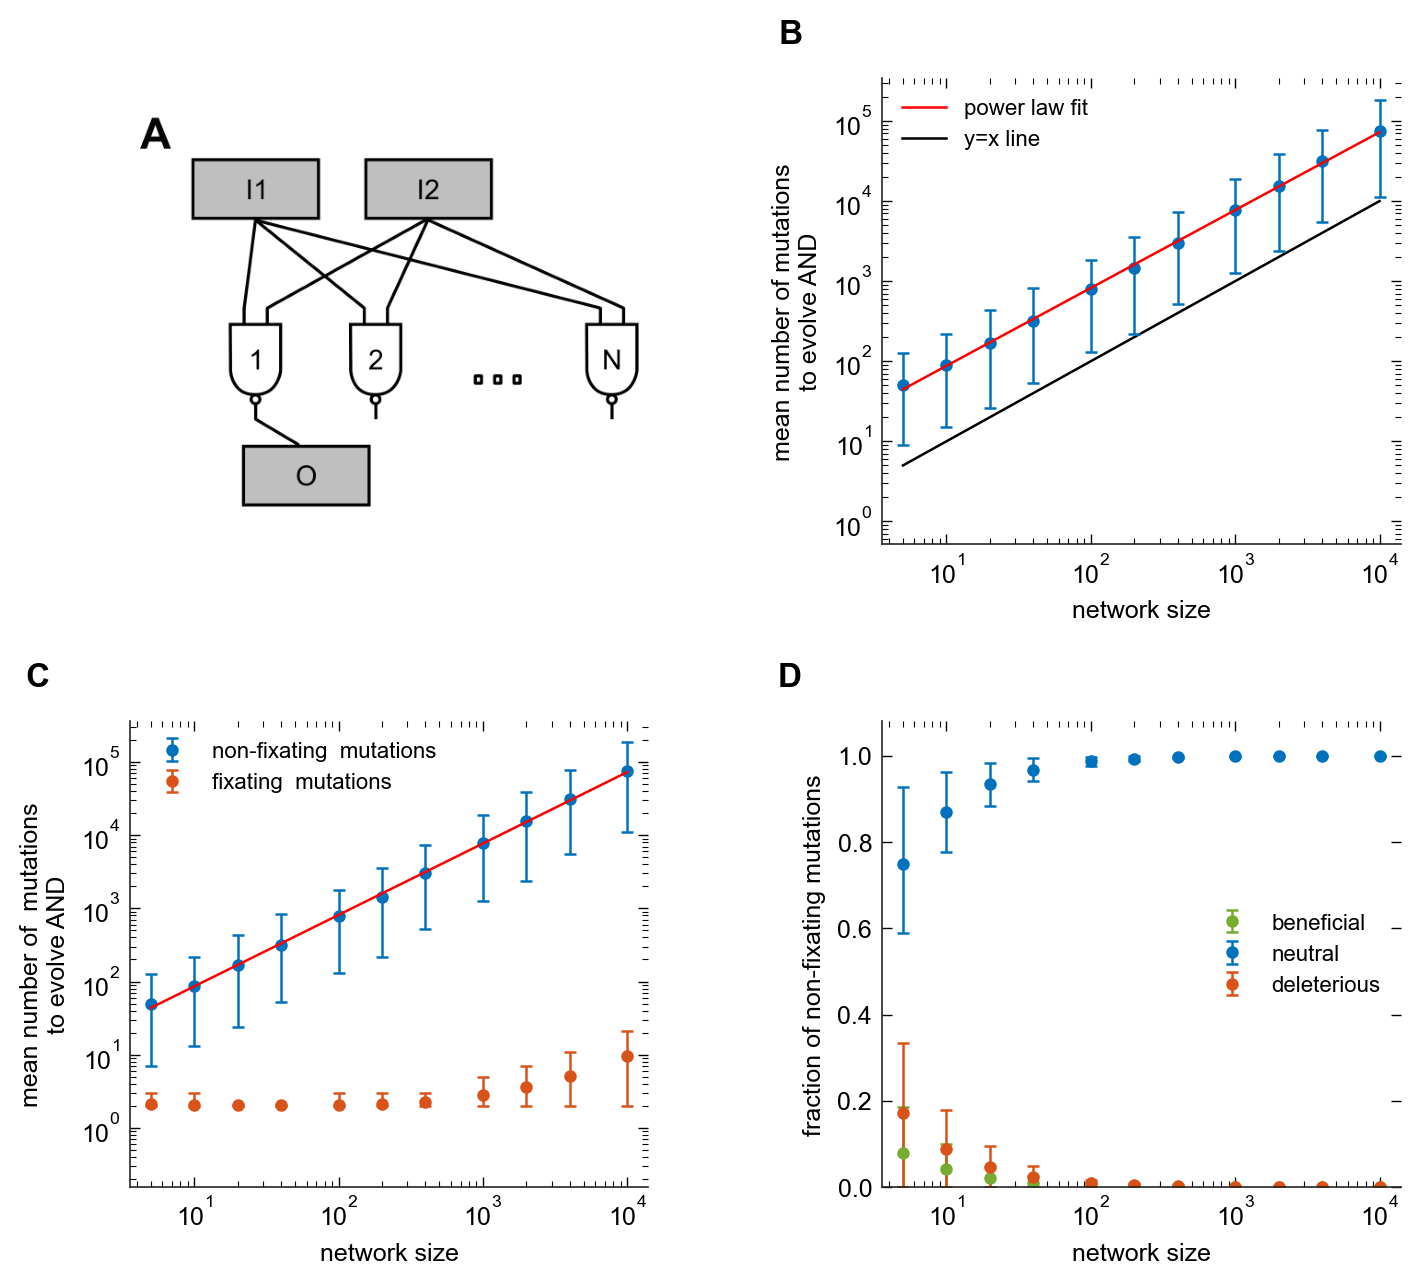 A
I1 I2
1 2 N
O
B
power law fit
y=x line
10^5
10^4
10^3
10^2
10^1
10^0
mean number of mutations
to evolve AND
10^1 10^2 10^3 10^4
network size
C
non-fixating mutations
fixating mutations
10^5
10^4
10^3
10^2
10^1
10^0
mean number of mutations
to evolve AND
10^1 10^2 10^3 10^4
network size
D
1.0
0.8
0.6
0.4
0.2
0.0
fraction of non-fixating mutations
beneficial
neutral
deleterious
10^1 10^2 10^3 10^4
network size